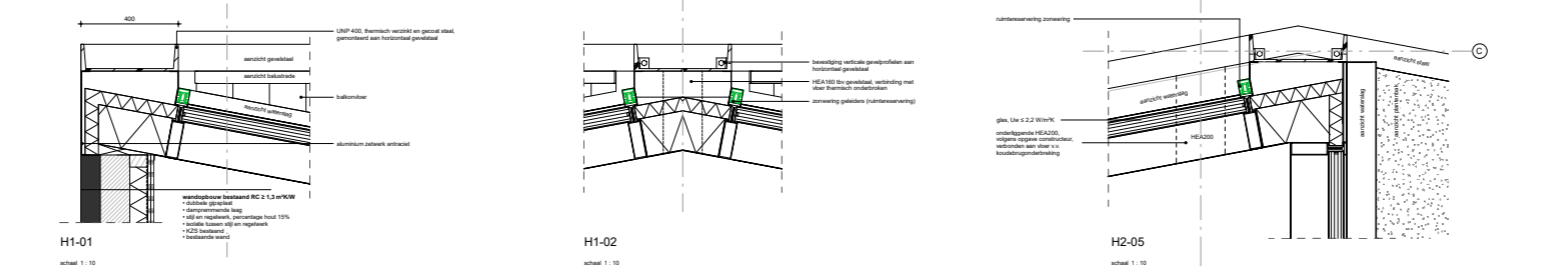 400
UNP 400, thermisch verzinkt en gecoat staal,
gemonteerd aan horizontaal gevelstaal
aanzicht gevelstaal
aanzicht balustrade
balkonvloer
aanzicht waterslag
aluminium zetwerk antraciet
wandopbouw bestaand RC ≥ 1,3 m²K/W
• dubbele gipsplaat
• dampremmende laag
• stijl en regelwerk, percentage hout 15%
• isolatie tussen stijl en regelwerk
• KZS bestaand
• bestaande wand
H1-01
schaal 1 : 10
bevestiging verticale gevelprofielen aan
horizontaal gevelstaal
HEA160 tbv gevelstaal, verbinding met
vloer thermisch onderbroken
zonwering geleiders (ruimtereservering)
H1-02
schaal 1 : 10
ruimtereservering zonwering
C
aanzicht staal
aanzicht waterslag
aanzicht waterslag
aanzicht plantenbak
glas, Uw ≤ 2,2 W/m²K
onderliggende HEA200,
volgens opgave constructeur,
verbonden aan vloer v.v.
koudebrugonderbreking
HEA200
H2-05
schaal 1 : 10